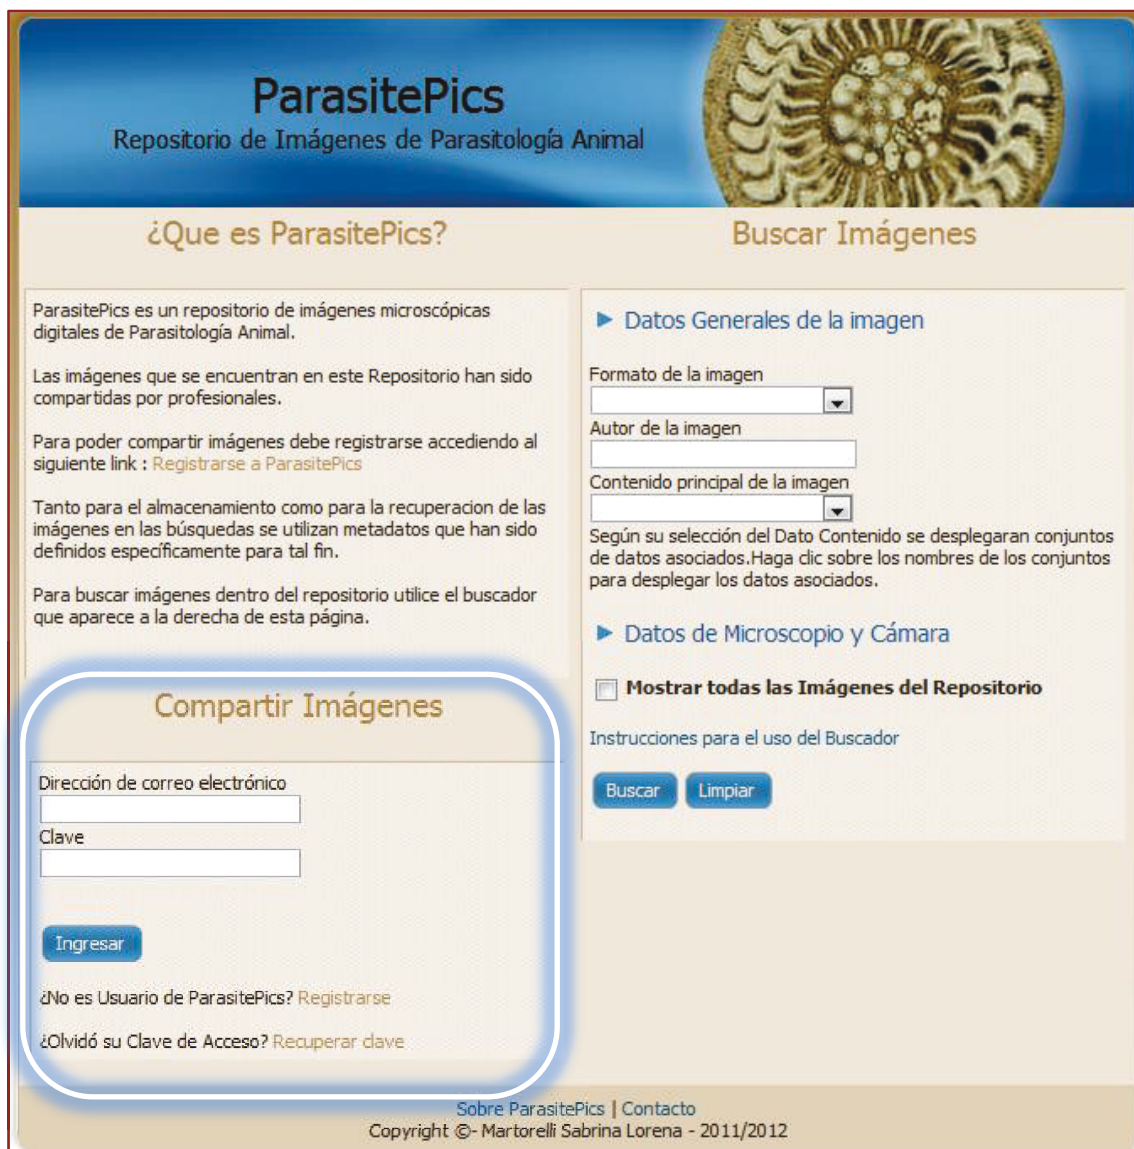 ParasitePics
Repositorio de Imágenes de Parasitología Animal
¿Que es ParasitePics?
ParasitePics es un repositorio de imágenes microscópicas
digitales de Parasitología Animal.
Las imágenes que se encuentran en este Repositorio han sido
compartidas por profesionales.
Para poder compartir imágenes debe registrarse accediendo al
siguiente link : Registrarse a ParasitePics
Tanto para el almacenamiento como para la recuperacion de las
imágenes en las búsquedas se utilizan metadatos que han sido
definidos específicamente para tal fin.
Para buscar imágenes dentro del repositorio utilice el buscador
que aparece a la derecha de esta página.
Compartir Imágenes
Dirección de correo electrónico
Clave
Ingresar
¿No es Usuario de ParasitePics? Registrarse
¿Olvidó su Clave de Acceso? Recuperar clave
Buscar Imágenes
Datos Generales de la imagen
Formato de la imagen
Autor de la imagen
Contenido principal de la imagen
Según su selección del Dato Contenido se desplegaran conjuntos
de datos asociados.Haga clic sobre los nombres de los conjuntos
para desplegar los datos asociados.
Datos de Microscopio y Cámara
Mostrar todas las Imágenes del Repositorio
Instrucciones para el uso del Buscador
Buscar Limpiar
Sobre ParasitePics | Contacto
Copyright ©- Martorelli Sabrina Lorena - 2011/2012